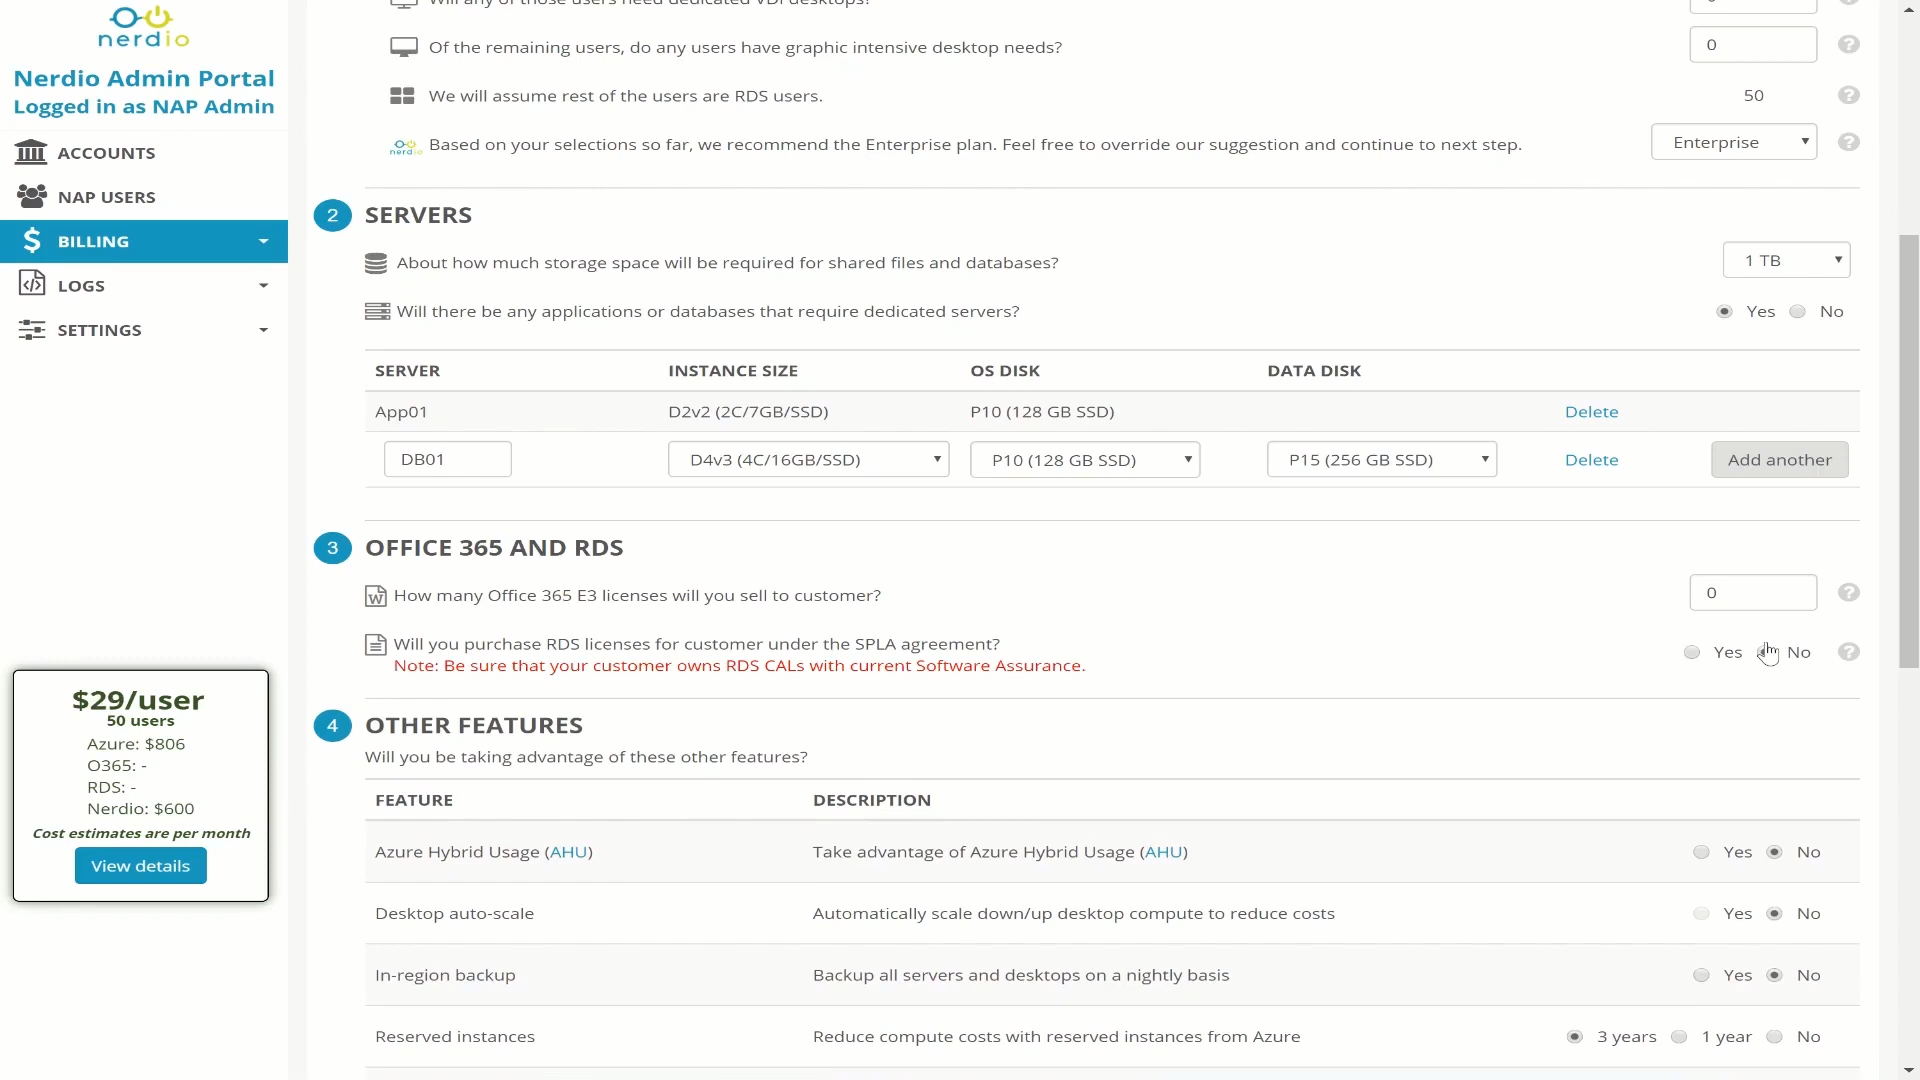 nerdio
Nerdio Admin Portal
Logged in as NAP Admin
ACCOUNTS
NAP USERS
BILLING
LOGS
SETTINGS
$29/user
50 users
Azure: $806
O365: -
RDS: -
Nerdio: $600
Cost estimates are per month
View details
Will any of those users need dedicated VDI desktops?
Of the remaining users, do any users have graphic intensive desktop needs? 0 ?
We will assume rest of the users are RDS users. 50 ?
nerdio Based on your selections so far, we recommend the Enterprise plan. Feel free to override our suggestion and continue to next step. Enterprise ?
2 SERVERS
About how much storage space will be required for shared files and databases? 1 TB
Will there be any applications or databases that require dedicated servers? Yes No
SERVER INSTANCE SIZE OS DISK DATA DISK
App01 D2v2 (2C/7GB/SSD) P10 (128 GB SSD) Delete
DB01 D4v3 (4C/16GB/SSD) P10 (128 GB SSD) P15 (256 GB SSD) Delete Add another
3 OFFICE 365 AND RDS
How many Office 365 E3 licenses will you sell to customer? 0 ?
Will you purchase RDS licenses for customer under the SPLA agreement? Yes No ?
Note: Be sure that your customer owns RDS CALs with current Software Assurance.
4 OTHER FEATURES
Will you be taking advantage of these other features?
FEATURE DESCRIPTION
Azure Hybrid Usage (AHU) Take advantage of Azure Hybrid Usage (AHU) Yes No
Desktop auto-scale Automatically scale down/up desktop compute to reduce costs Yes No
In-region backup Backup all servers and desktops on a nightly basis Yes No
Reserved instances Reduce compute costs with reserved instances from Azure 3 years 1 year No